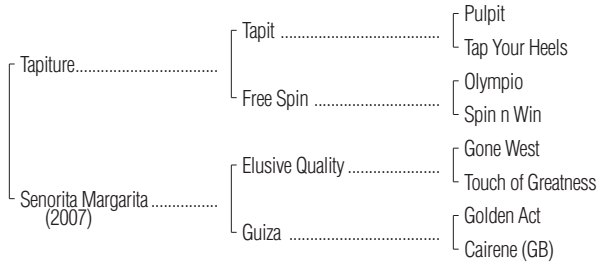 Pulpit
Tapit ................................
Tap Your Heels
Tapiture...............................
Olympio
Free Spin .........................
Spin n Win
Gone West
Elusive Quality ...................
Touch of Greatness
Senorita Margarita ...............
(2007)
Golden Act
Guiza ..............................
Cairene (GB)